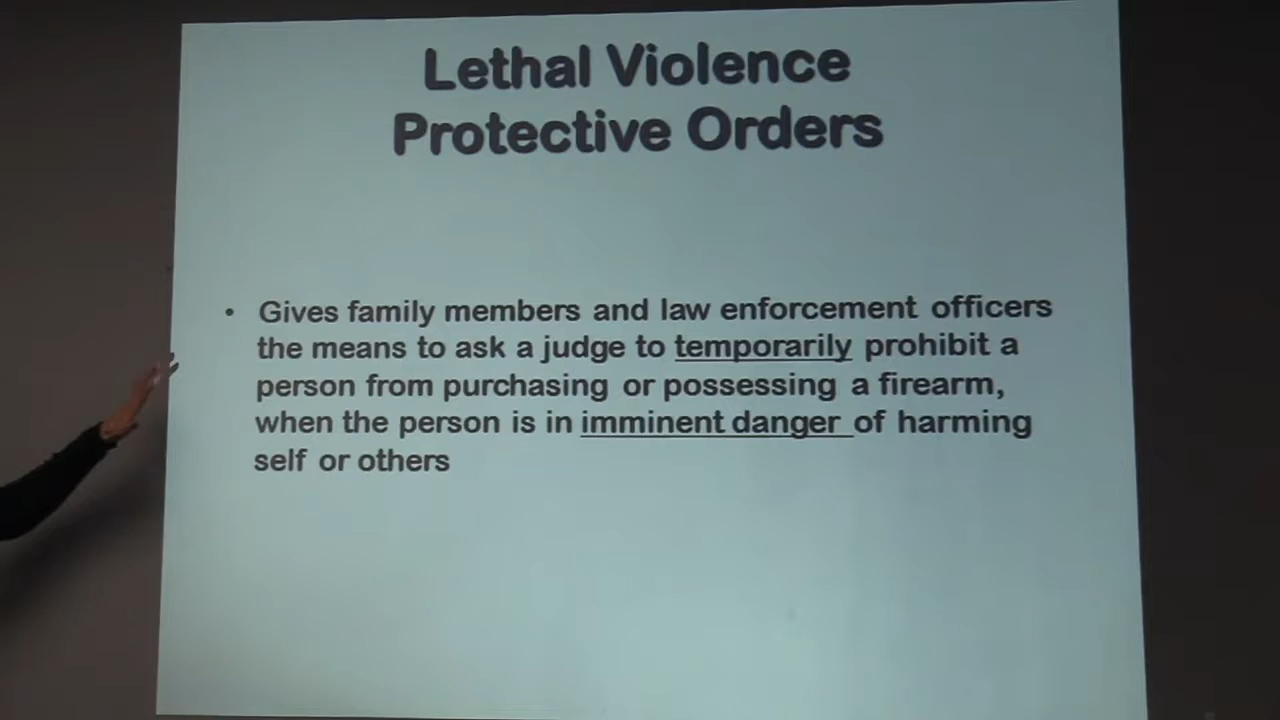 Lethal Violence
Protective Orders
• Gives family members and law enforcement officers
the means to ask a judge to temporarily prohibit a
person from purchasing or possessing a firearm,
when the person is in imminent danger of harming
self or others